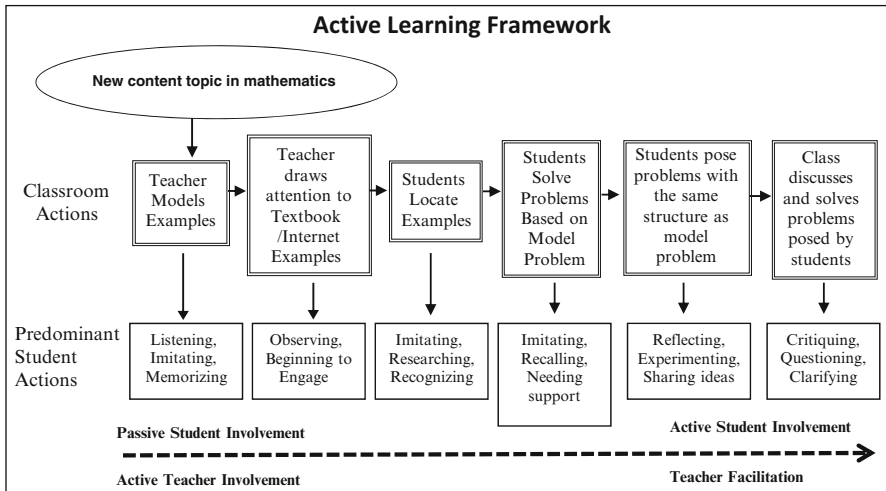 Active Learning Framework
New content topic in mathematics
Classroom
Actions
Teacher
Models
Examples
Teacher
draws
attention to
Textbook
/Internet
Examples
Students
Locate
Examples
Students
Solve
Problems
Based on
Model
Problem
Students pose
problems with
the same
structure as
model
problem
Class
discusses
and solves
problems
posed by
students
Predominant
Student
Actions
Listening,
Imitating,
Memorizing
Observing,
Beginning to
Engage
Imitating,
Researching,
Recognizing
Imitating,
Recalling,
Needing
support
Reflecting,
Experimenting,
Sharing ideas
Critiquing,
Questioning,
Clarifying
Passive Student Involvement
Active Student Involvement
Active Teacher Involvement
Teacher Facilitation